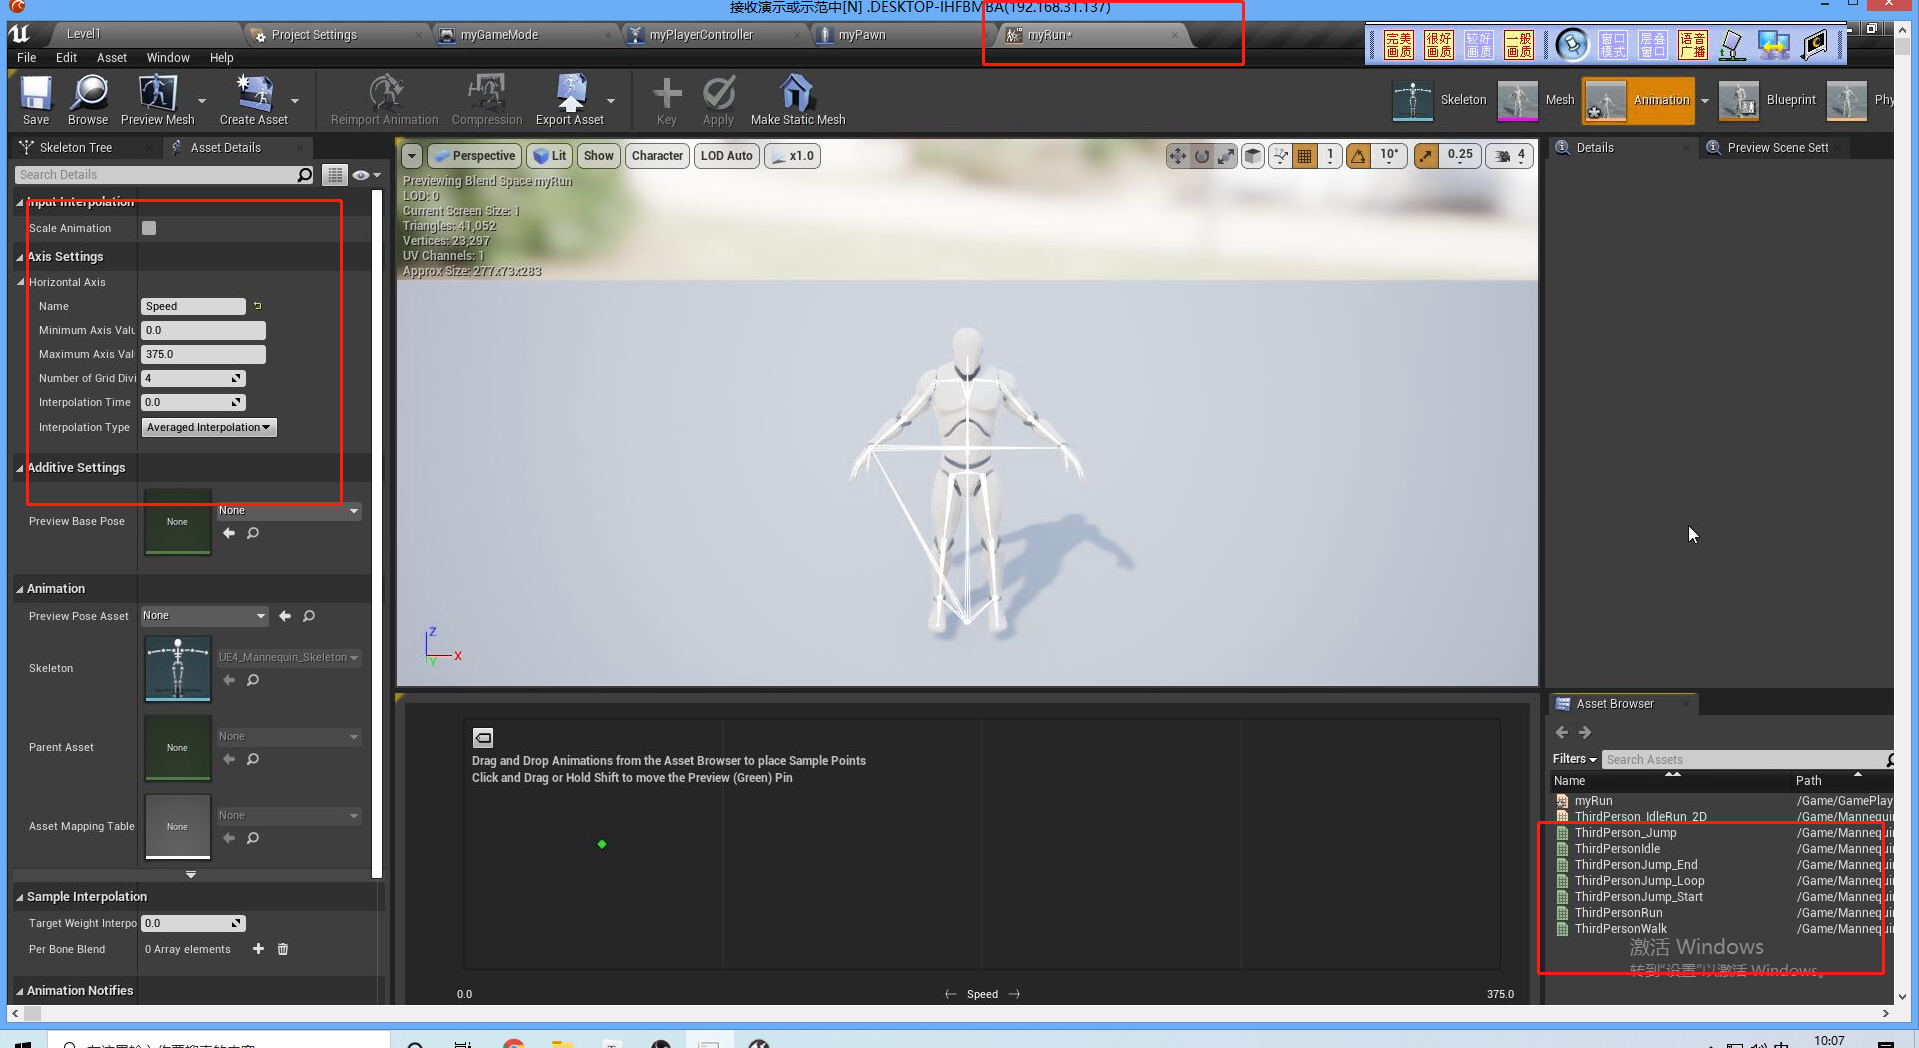 接收演示或示范中[N] .DESKTOP-IHFBMBA(192.168.31.137)
Level1
Project Settings
myGameMode
myPlayerController
myPawn
myRun*
完美画质
很好画质
较好画质
一般画质
窗口模式
层叠窗口
语音广播
File Edit Asset Window Help
Save
Browse
Preview Mesh
Create Asset
Reimport Animation
Compression
Export Asset
Key
Apply
Make Static Mesh
Skeleton
Mesh
Animation
Blueprint
Phy
Skeleton Tree
Asset Details
Search Details
Input Interpolation
Scale Animation
Axis Settings
Horizontal Axis
Name Speed
Minimum Axis Valu 0.0
Maximum Axis Val 375.0
Number of Grid Divi 4
Interpolation Time 0.0
Interpolation Type Averaged Interpolation
Additive Settings
Preview Base Pose None None
Animation
Preview Pose Asset None
Skeleton UE4_Mannequin_Skeleton
Parent Asset None None
Asset Mapping Table None None
Sample Interpolation
Target Weight Interpo 0.0
Per Bone Blend 0 Array elements
Animation Notifies
Perspective Lit Show Character LOD Auto x1.0
1 10° 0.25 4
Previewing Blend Space myRun
LOD: 0
Current Screen Size: 1
Triangles: 41,052
Vertices: 23,297
UV Channels: 1
Approx Size: 277x73x283
Z
X
Y
Drag and Drop Animations from the Asset Browser to place Sample Points
Click and Drag or Hold Shift to move the Preview (Green) Pin
0.0 Speed 375.0
Details
Preview Scene Sett
Asset Browser
Filters Search Assets
Name Path
myRun /Game/GamePlay
ThirdPerson_IdleRun_2D /Game/Mannequi
ThirdPerson_Jump /Game/Mannequi
ThirdPersonIdle /Game/Mannequi
ThirdPersonJump_End /Game/Mannequi
ThirdPersonJump_Loop /Game/Mannequi
ThirdPersonJump_Start /Game/Mannequi
ThirdPersonRun /Game/Mannequi
ThirdPersonWalk /Game/Mannequi
激活 Windows
转到"设置"以激活 Windows。
在这里输入你要搜索的内容
中
10:07